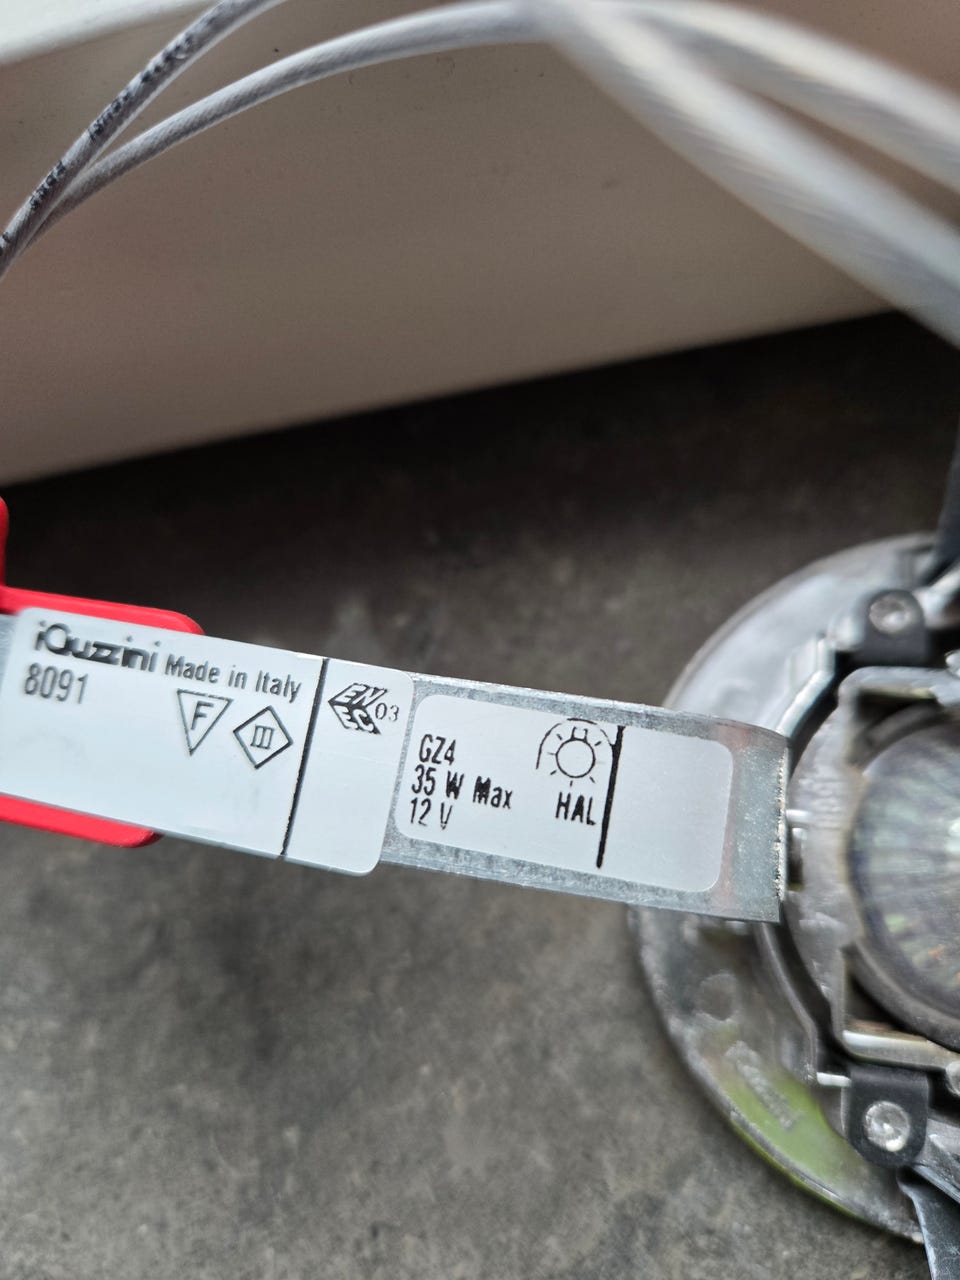 iGuzzini Made in Italy
8091
F
III
ENEC 03
GZ4
35 W Max
12 V
HAL